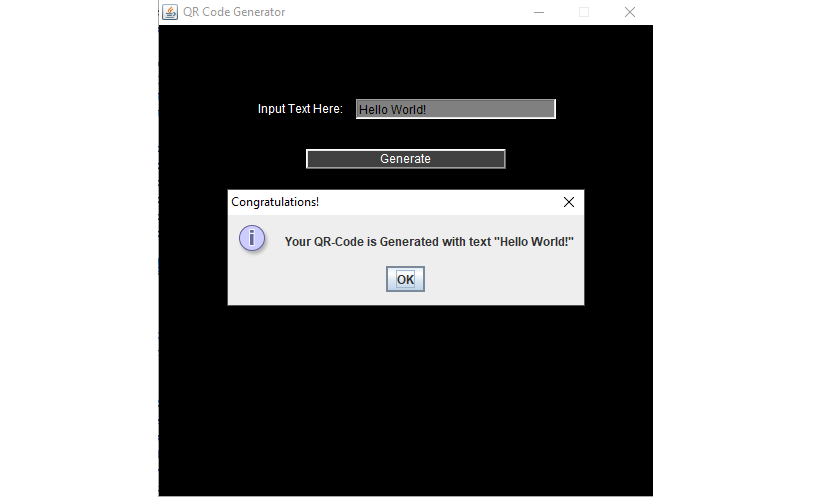 QR Code Generator
Input Text Here: Hello World!
Generate
Congratulations!
Your QR-Code is Generated with text "Hello World!"
OK